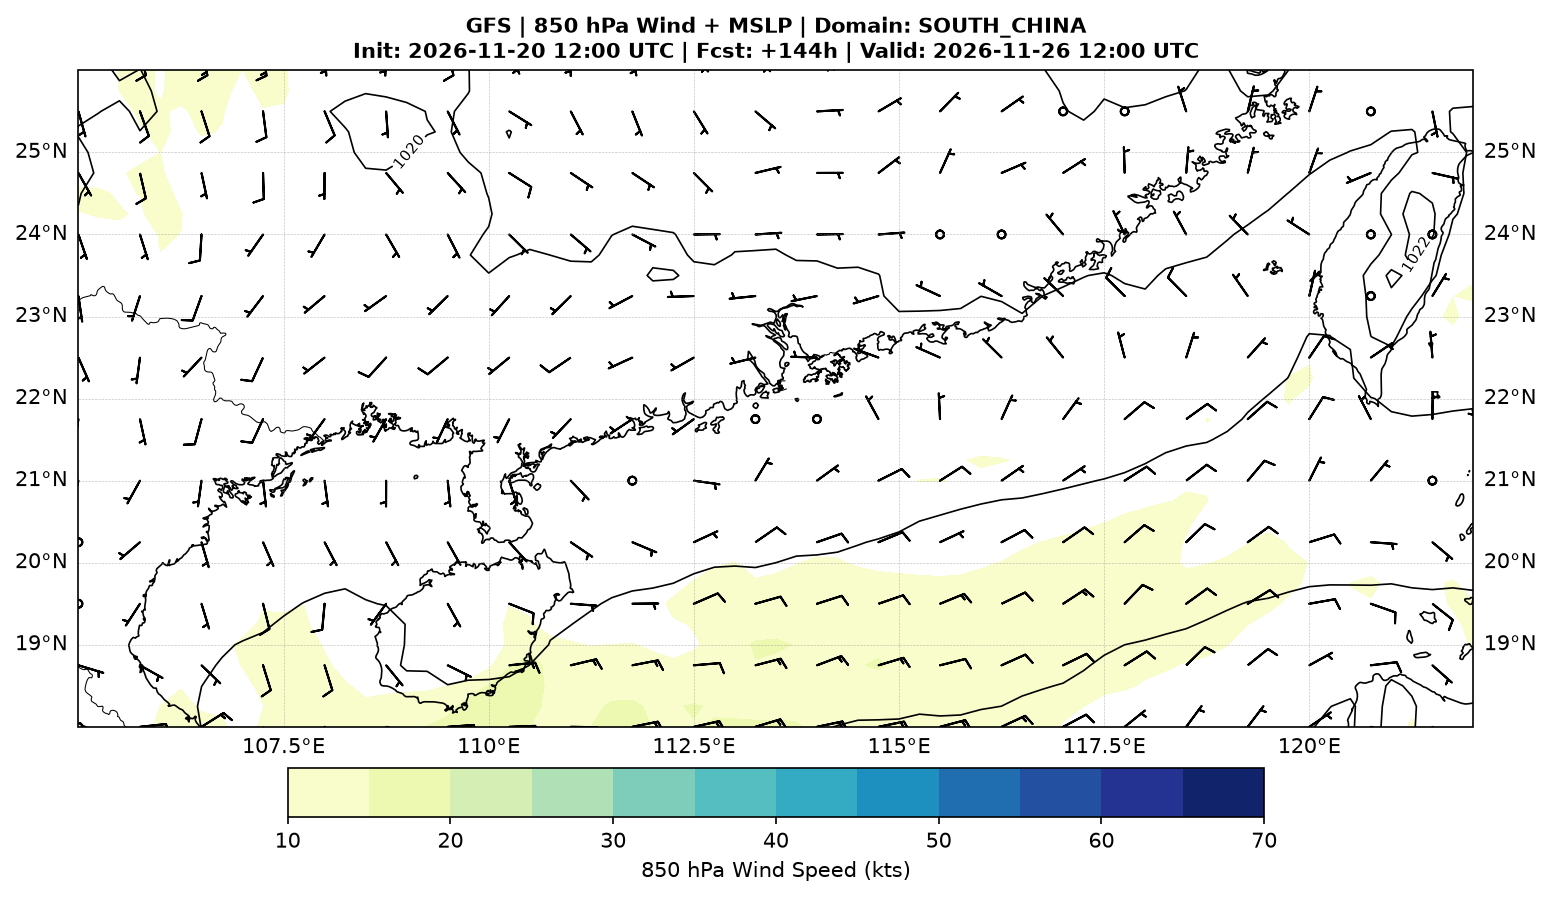 GFS | 850 hPa Wind + MSLP | Domain: SOUTH_CHINA
Init: 2026-11-20 12:00 UTC | Fcst: +144h | Valid: 2026-11-26 12:00 UTC
25°N 25°N
1020
24°N 24°N
1022
23°N 23°N
22°N 22°N
21°N 21°N
20°N 20°N
19°N 19°N
107.5°E 110°E 112.5°E 115°E 117.5°E 120°E
10 20 30 40 50 60 70
850 hPa Wind Speed (kts)